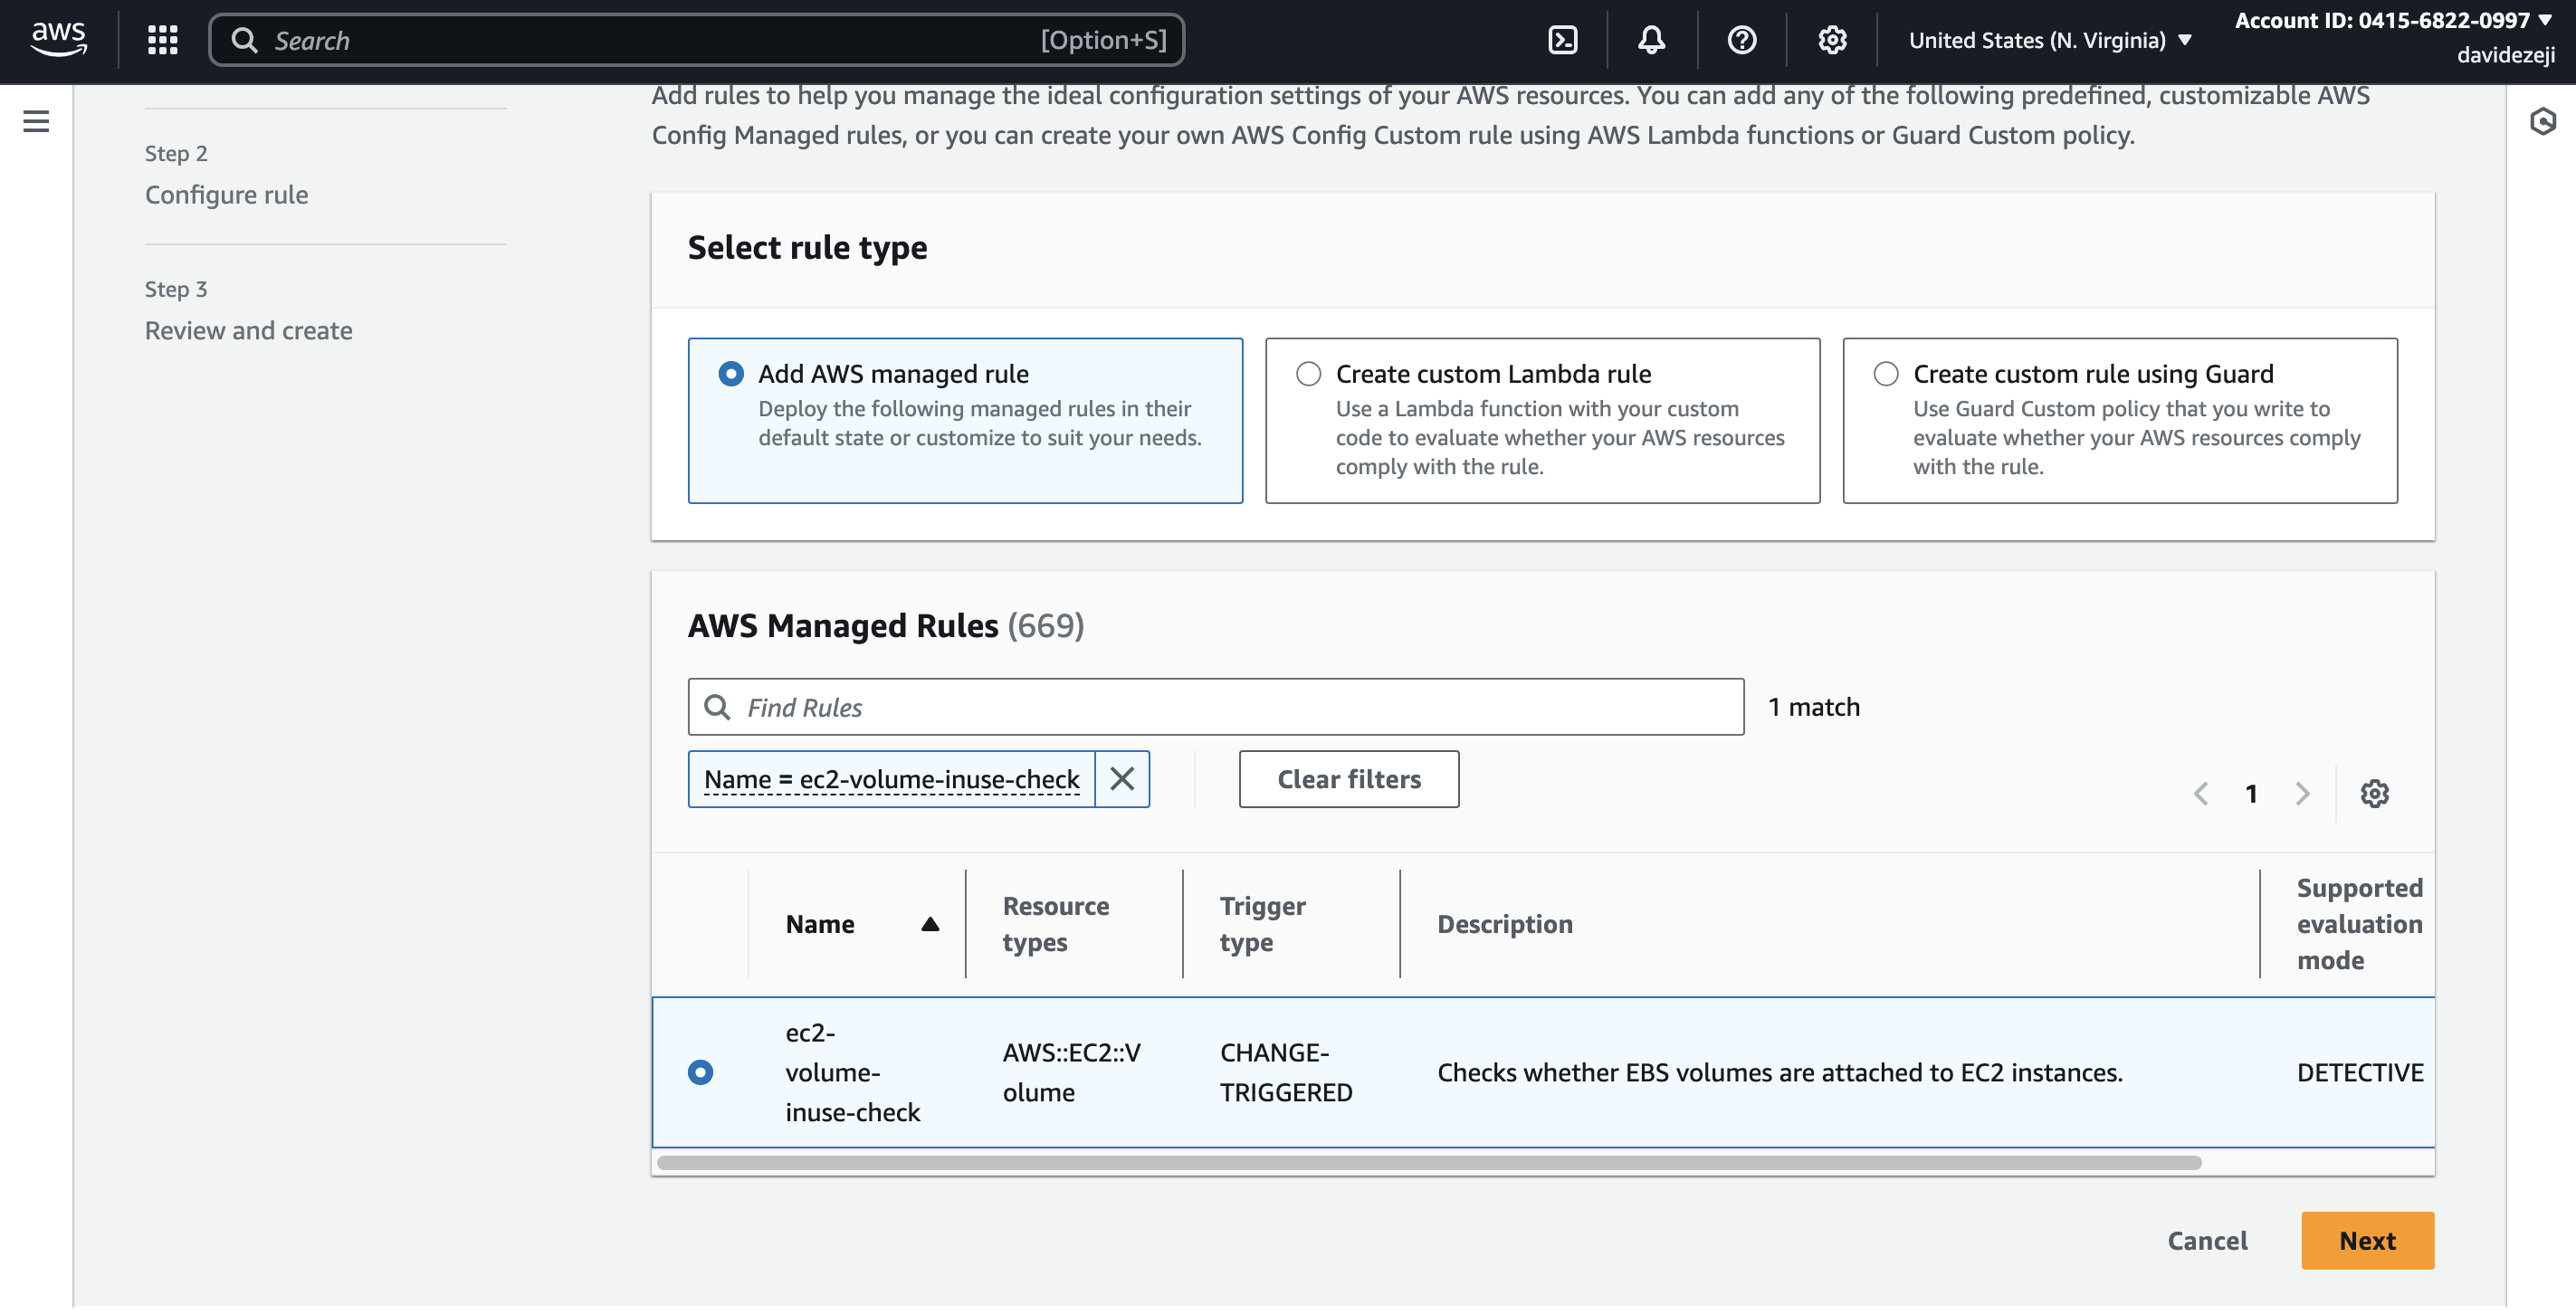 aws
Search
[Option+S]
United States (N. Virginia)
Account ID: 0415-6822-0997
davidezeji
Step 2
Configure rule
Step 3
Review and create
Add rules to help you manage the ideal configuration settings of your AWS resources. You can add any of the following predefined, customizable AWS
Config Managed rules, or you can create your own AWS Config Custom rule using AWS Lambda functions or Guard Custom policy.
Select rule type
Add AWS managed rule
Deploy the following managed rules in their
default state or customize to suit your needs.
Create custom Lambda rule
Use a Lambda function with your custom
code to evaluate whether your AWS resources
comply with the rule.
Create custom rule using Guard
Use Guard Custom policy that you write to
evaluate whether your AWS resources comply
with the rule.
AWS Managed Rules (669)
Find Rules
1 match
Name = ec2-volume-inuse-check
Clear filters
1
Name
Resource
types
Trigger
type
Description
Supported
evaluation
mode
ec2-
volume-
inuse-check
AWS::EC2::V
olume
CHANGE-
TRIGGERED
Checks whether EBS volumes are attached to EC2 instances.
DETECTIVE
Cancel
Next